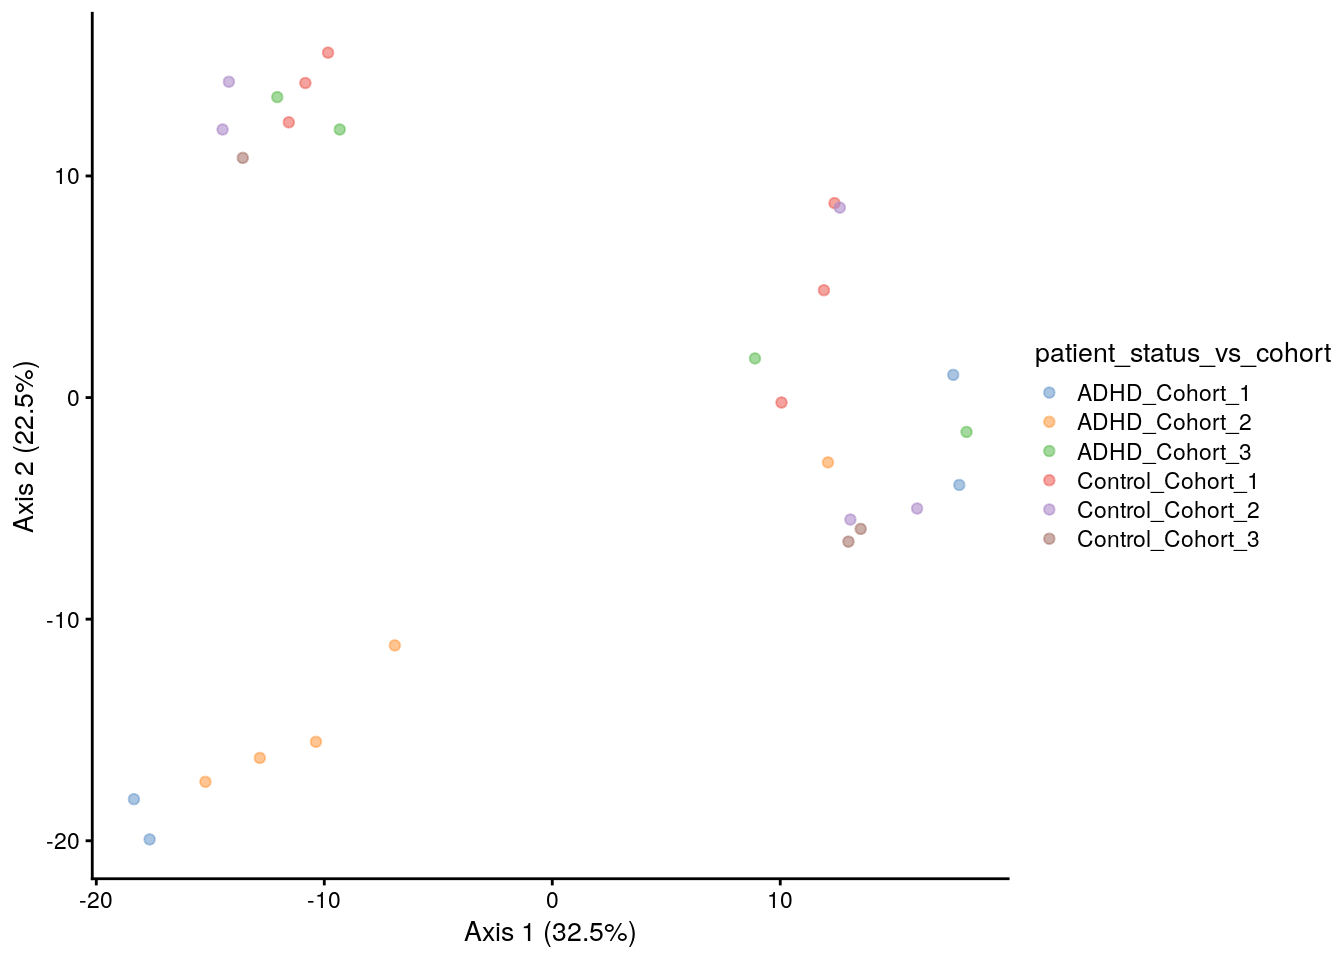 10
0
-10
-20
Axis 2 (22.5%)
-20
-10
0
10
Axis 1 (32.5%)
patient_status_vs_cohort
ADHD_Cohort_1
ADHD_Cohort_2
ADHD_Cohort_3
Control_Cohort_1
Control_Cohort_2
Control_Cohort_3